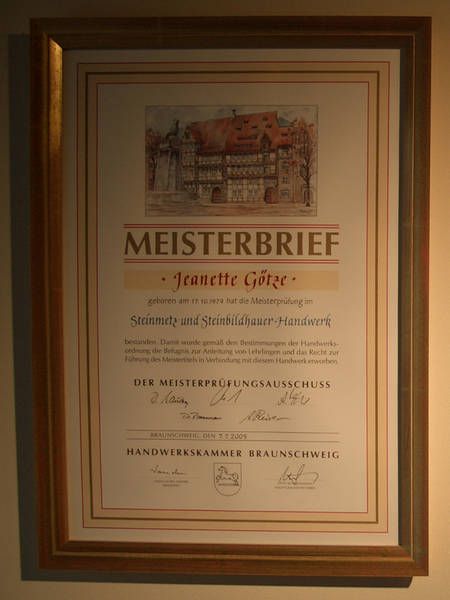 MEISTERBRIEF
· Jeanette Götze ·
geboren am 17.10.1979 hat die Meisterprüfung im
Steinmetz und Steinbildhauer-Handwerk
bestanden. Damit wurde gemäß den Bestimmungen der Handwerks-
ordnung die Befugnis zur Anleitung von Lehrlingen und das Recht zur
Führung des Meistertitels in Verbindung mit diesem Handwerk erworben.
DER MEISTERPRÜFUNGSAUSSCHUSS
BRAUNSCHWEIG, DEN 7.7.2005
HANDWERKSKAMMER BRAUNSCHWEIG